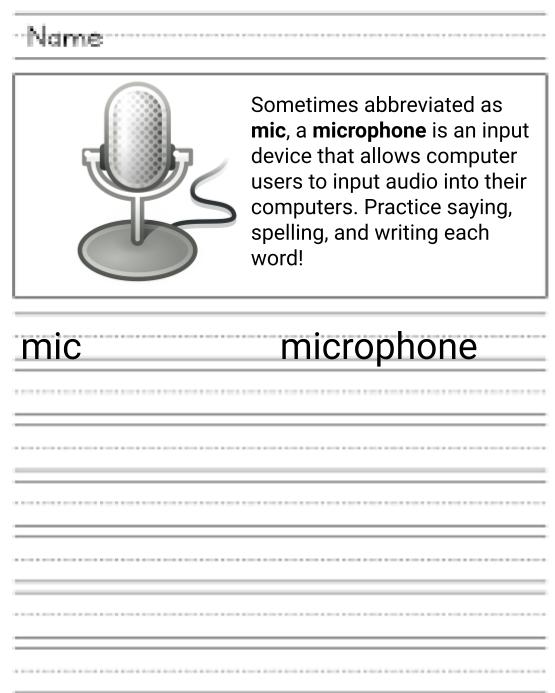 Name
Sometimes abbreviated as
mic, a microphone is an input
device that allows computer
users to input audio into their
computers. Practice saying,
spelling, and writing each
word!
mic microphone